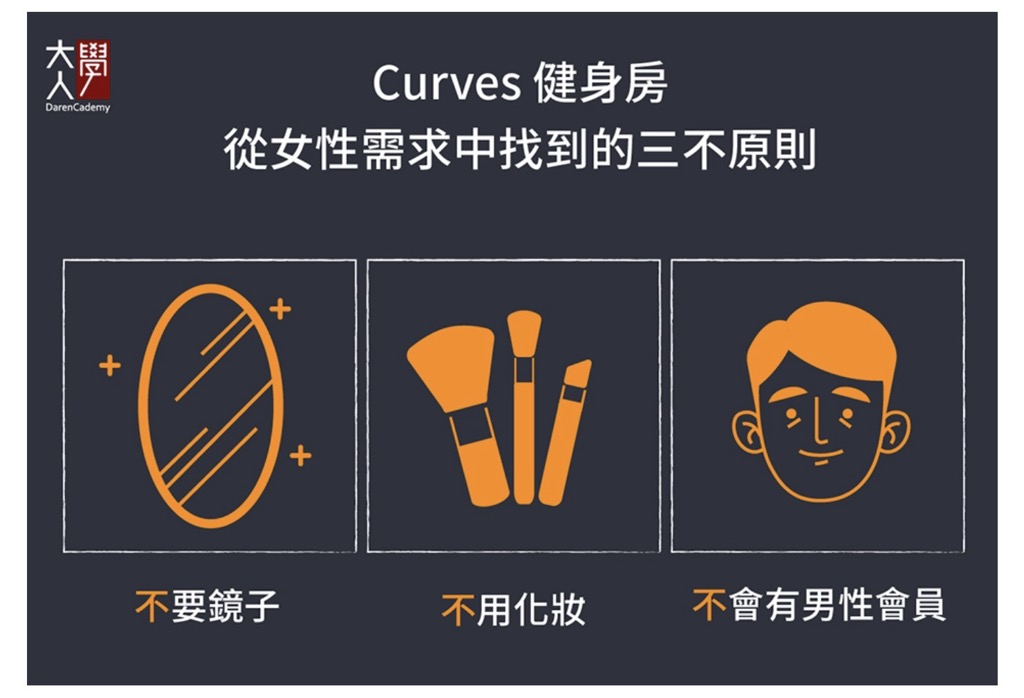 大人學
DarenCademy
Curves 健身房
從女性需求中找到的三不原則
不要鏡子
不用化妝
不會有男性會員